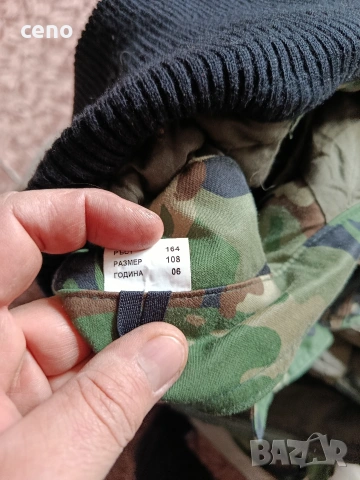 ceno
РЪСТ 164
РАЗМЕР 108
ГОДИНА 06
BAZAR